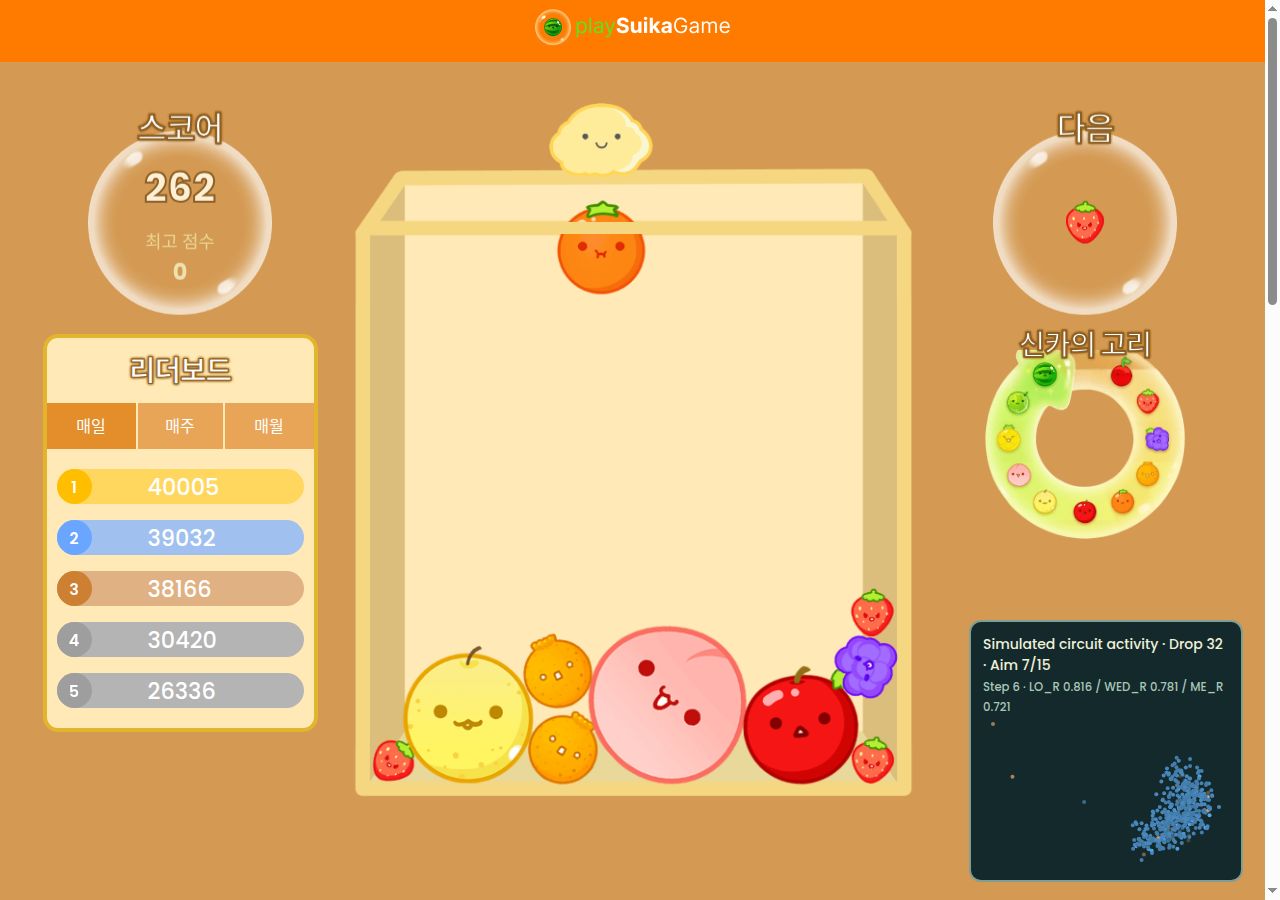 playSuikaGame
스코어
262
최고 점수
0
다음
신카의 고리
리더보드
매일
매주
매월
1 40005
2 39032
3 38166
4 30420
5 26336
Simulated circuit activity · Drop 32
· Aim 7/15
Step 6 · LO_R 0.816 / WED_R 0.781 / ME_R
0.721